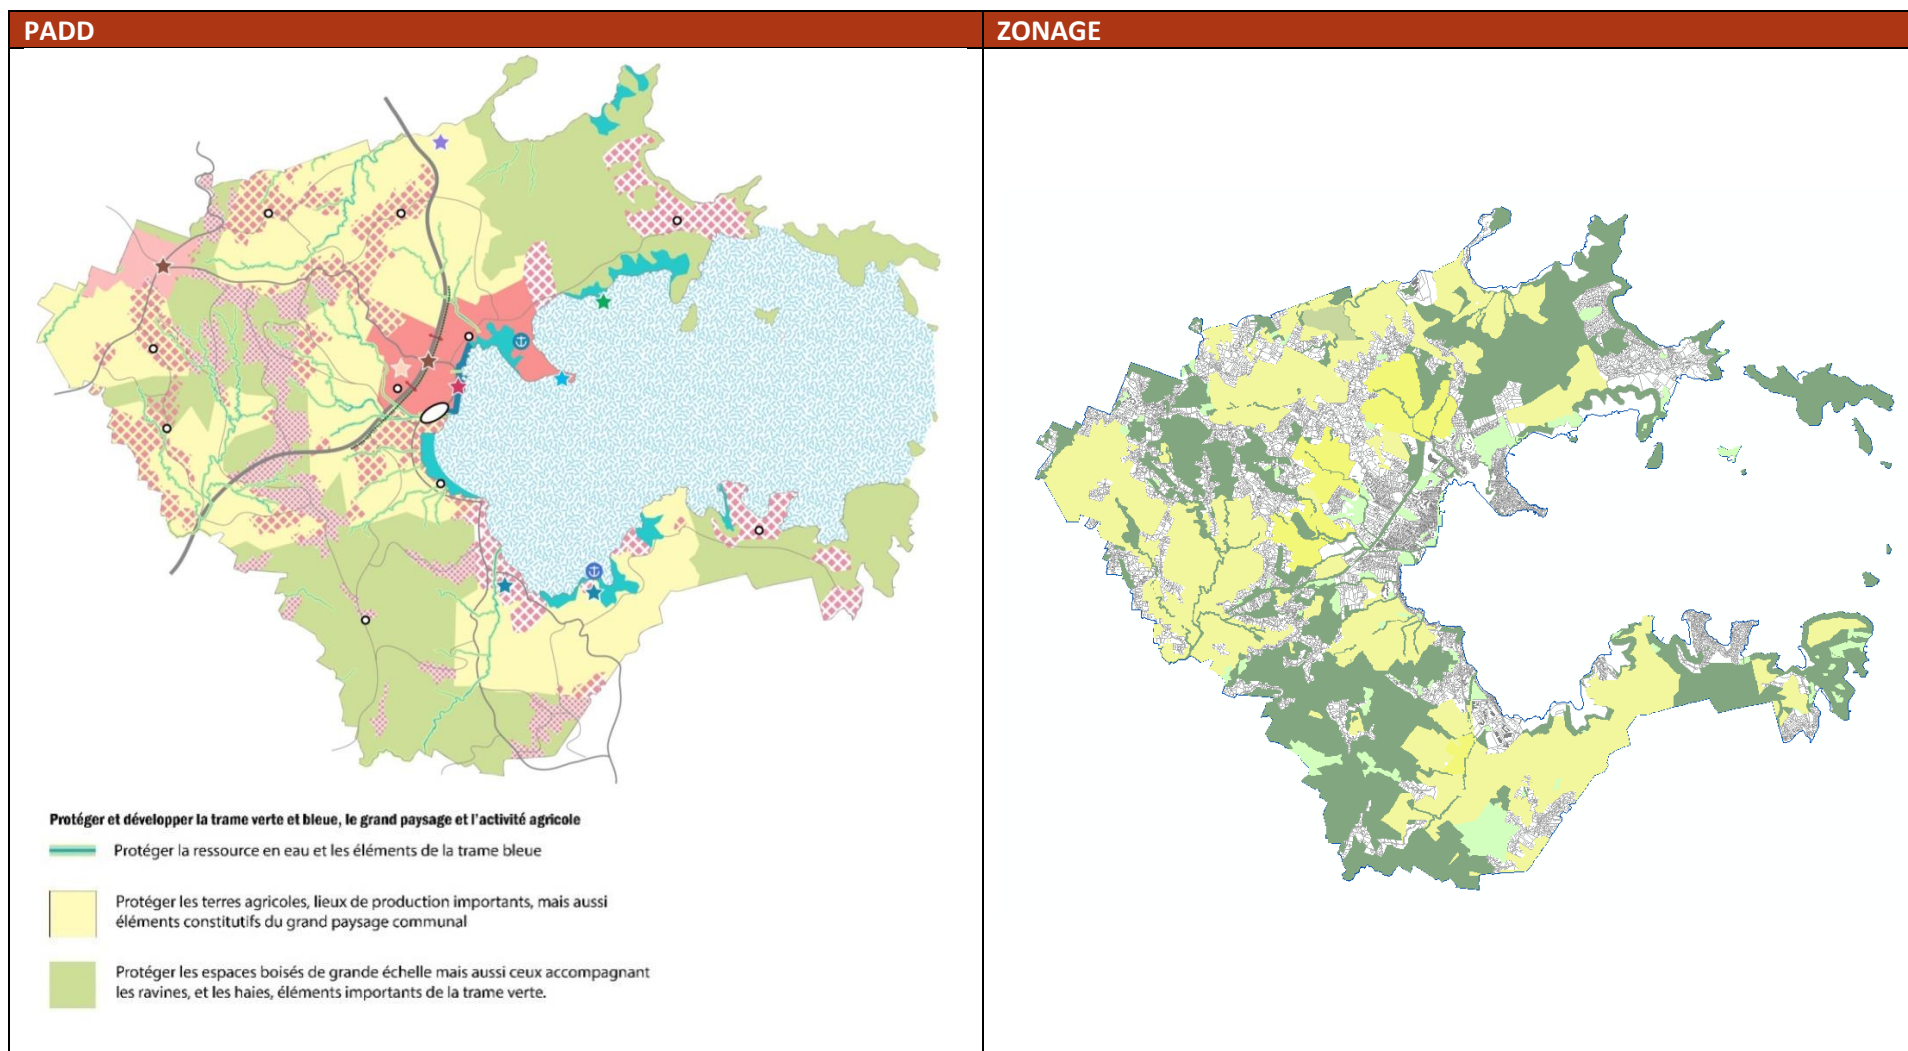 PADD
ZONAGE
Protéger et développer la trame verte et bleue, le grand paysage et l'activité agricole
Protéger la ressource en eau et les éléments de la trame bleue
Protéger les terres agricoles, lieux de production importants, mais aussi
éléments constitutifs du grand paysage communal
Protéger les espaces boisés de grande échelle mais aussi ceux accompagnant
les ravines, et les haies, éléments importants de la trame verte.